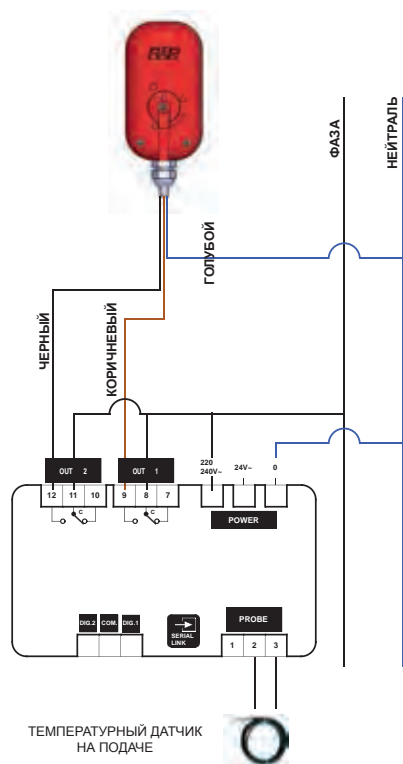 ФАЗА
НЕЙТРАЛЬ
ГОЛУБОЙ
ЧЕРНЫЙ
КОРИЧНЕВЫЙ
OUT 2
OUT 1
220
240V~
24V~
0
12 11 10
9 8 7
C
C
POWER
DIG.2 COM. DIG.1
SERIAL
LINK
PROBE
1 2 3
ТЕМПЕРАТУРНЫЙ ДАТЧИК
НА ПОДАЧЕ